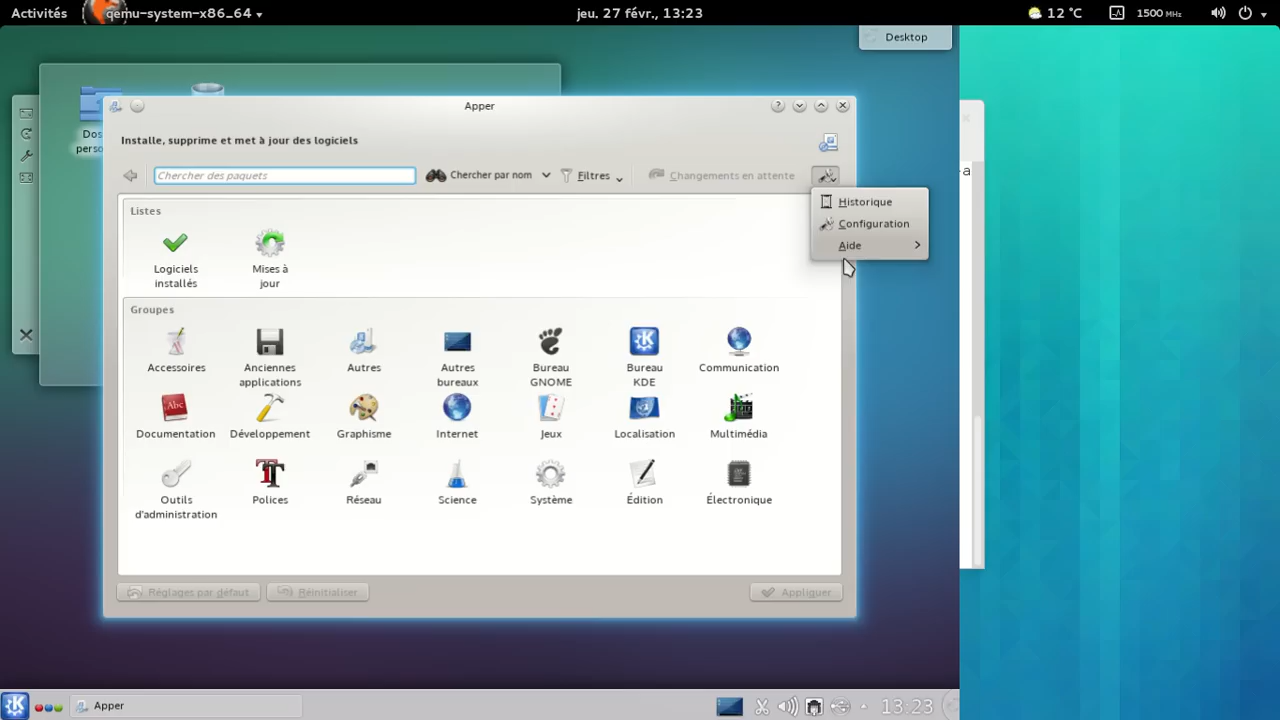 Activités
qemu-system-x86_64
jeu. 27 févr., 13:23
12 °C
1500 MHz
Desktop
Dos
perso
Apper
Installe, supprime et met à jour des logiciels
Chercher des paquets
Chercher par nom
Filtres
Changements en attente
Historique
Configuration
Aide
Listes
Logiciels
installés
Mises à
jour
Groupes
Accessoires
Anciennes
applications
Autres
Autres
bureaux
Bureau
GNOME
Bureau
KDE
Communication
Documentation
Abc
Développement
Graphisme
Internet
Jeux
Localisation
Multimédia
Outils
d'administration
Polices
Réseau
Science
Système
Édition
Électronique
Réglages par défaut
Réinitialiser
Appliquer
Apper
13:23